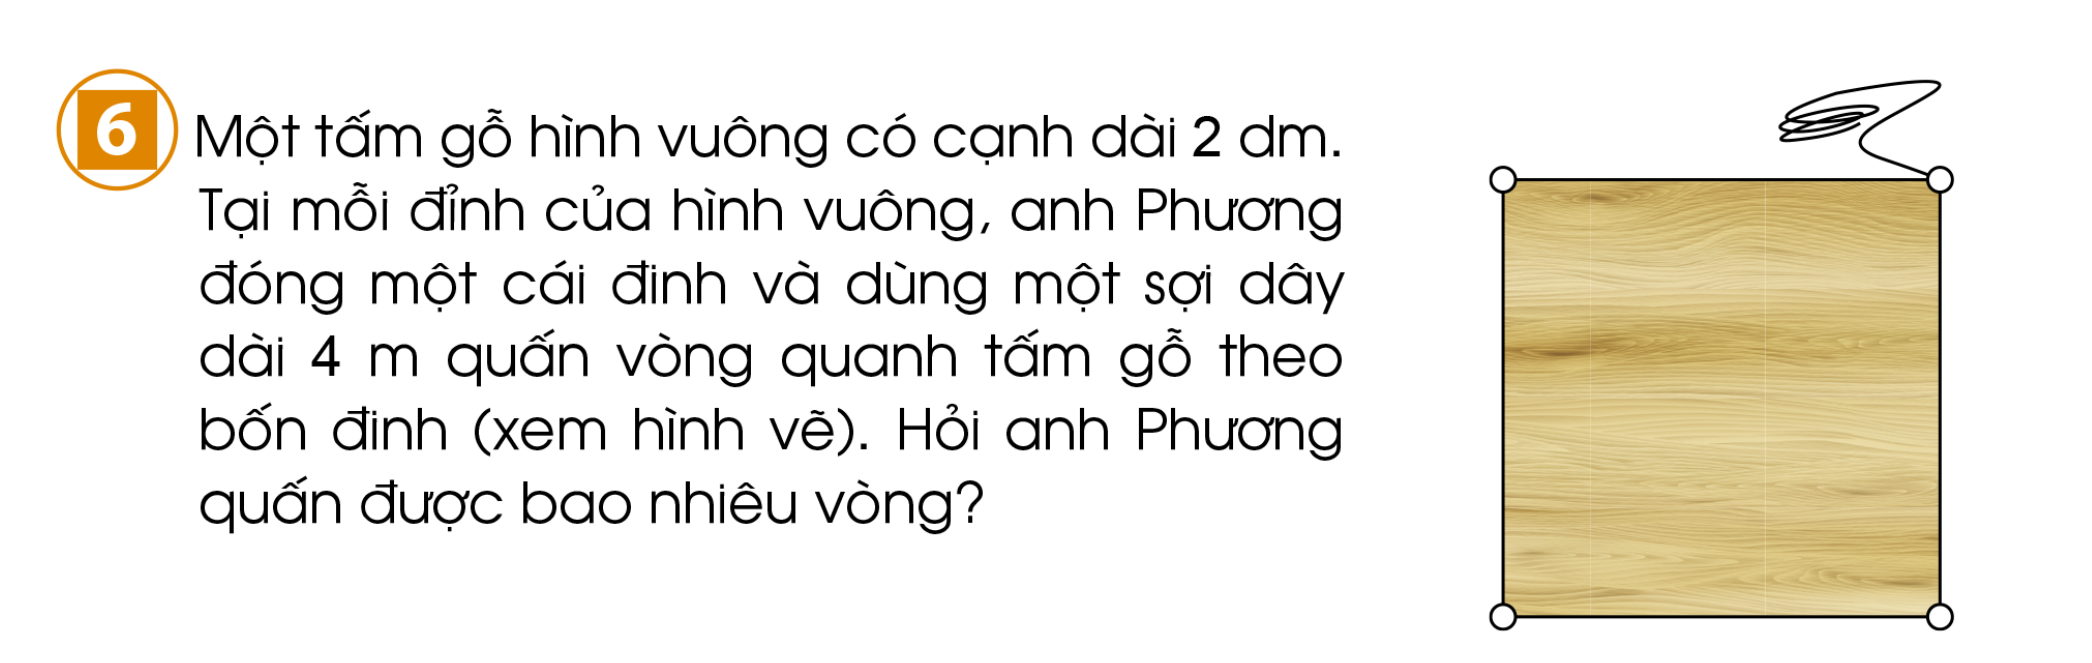 6 Một tấm gỗ hình vuông có cạnh dài 2 dm.
Tại mỗi đỉnh của hình vuông, anh Phương
đóng một cái đinh và dùng một sợi dây
dài 4 m quấn vòng quanh tấm gỗ theo
bốn đinh (xem hình vẽ). Hỏi anh Phương
quấn được bao nhiêu vòng?